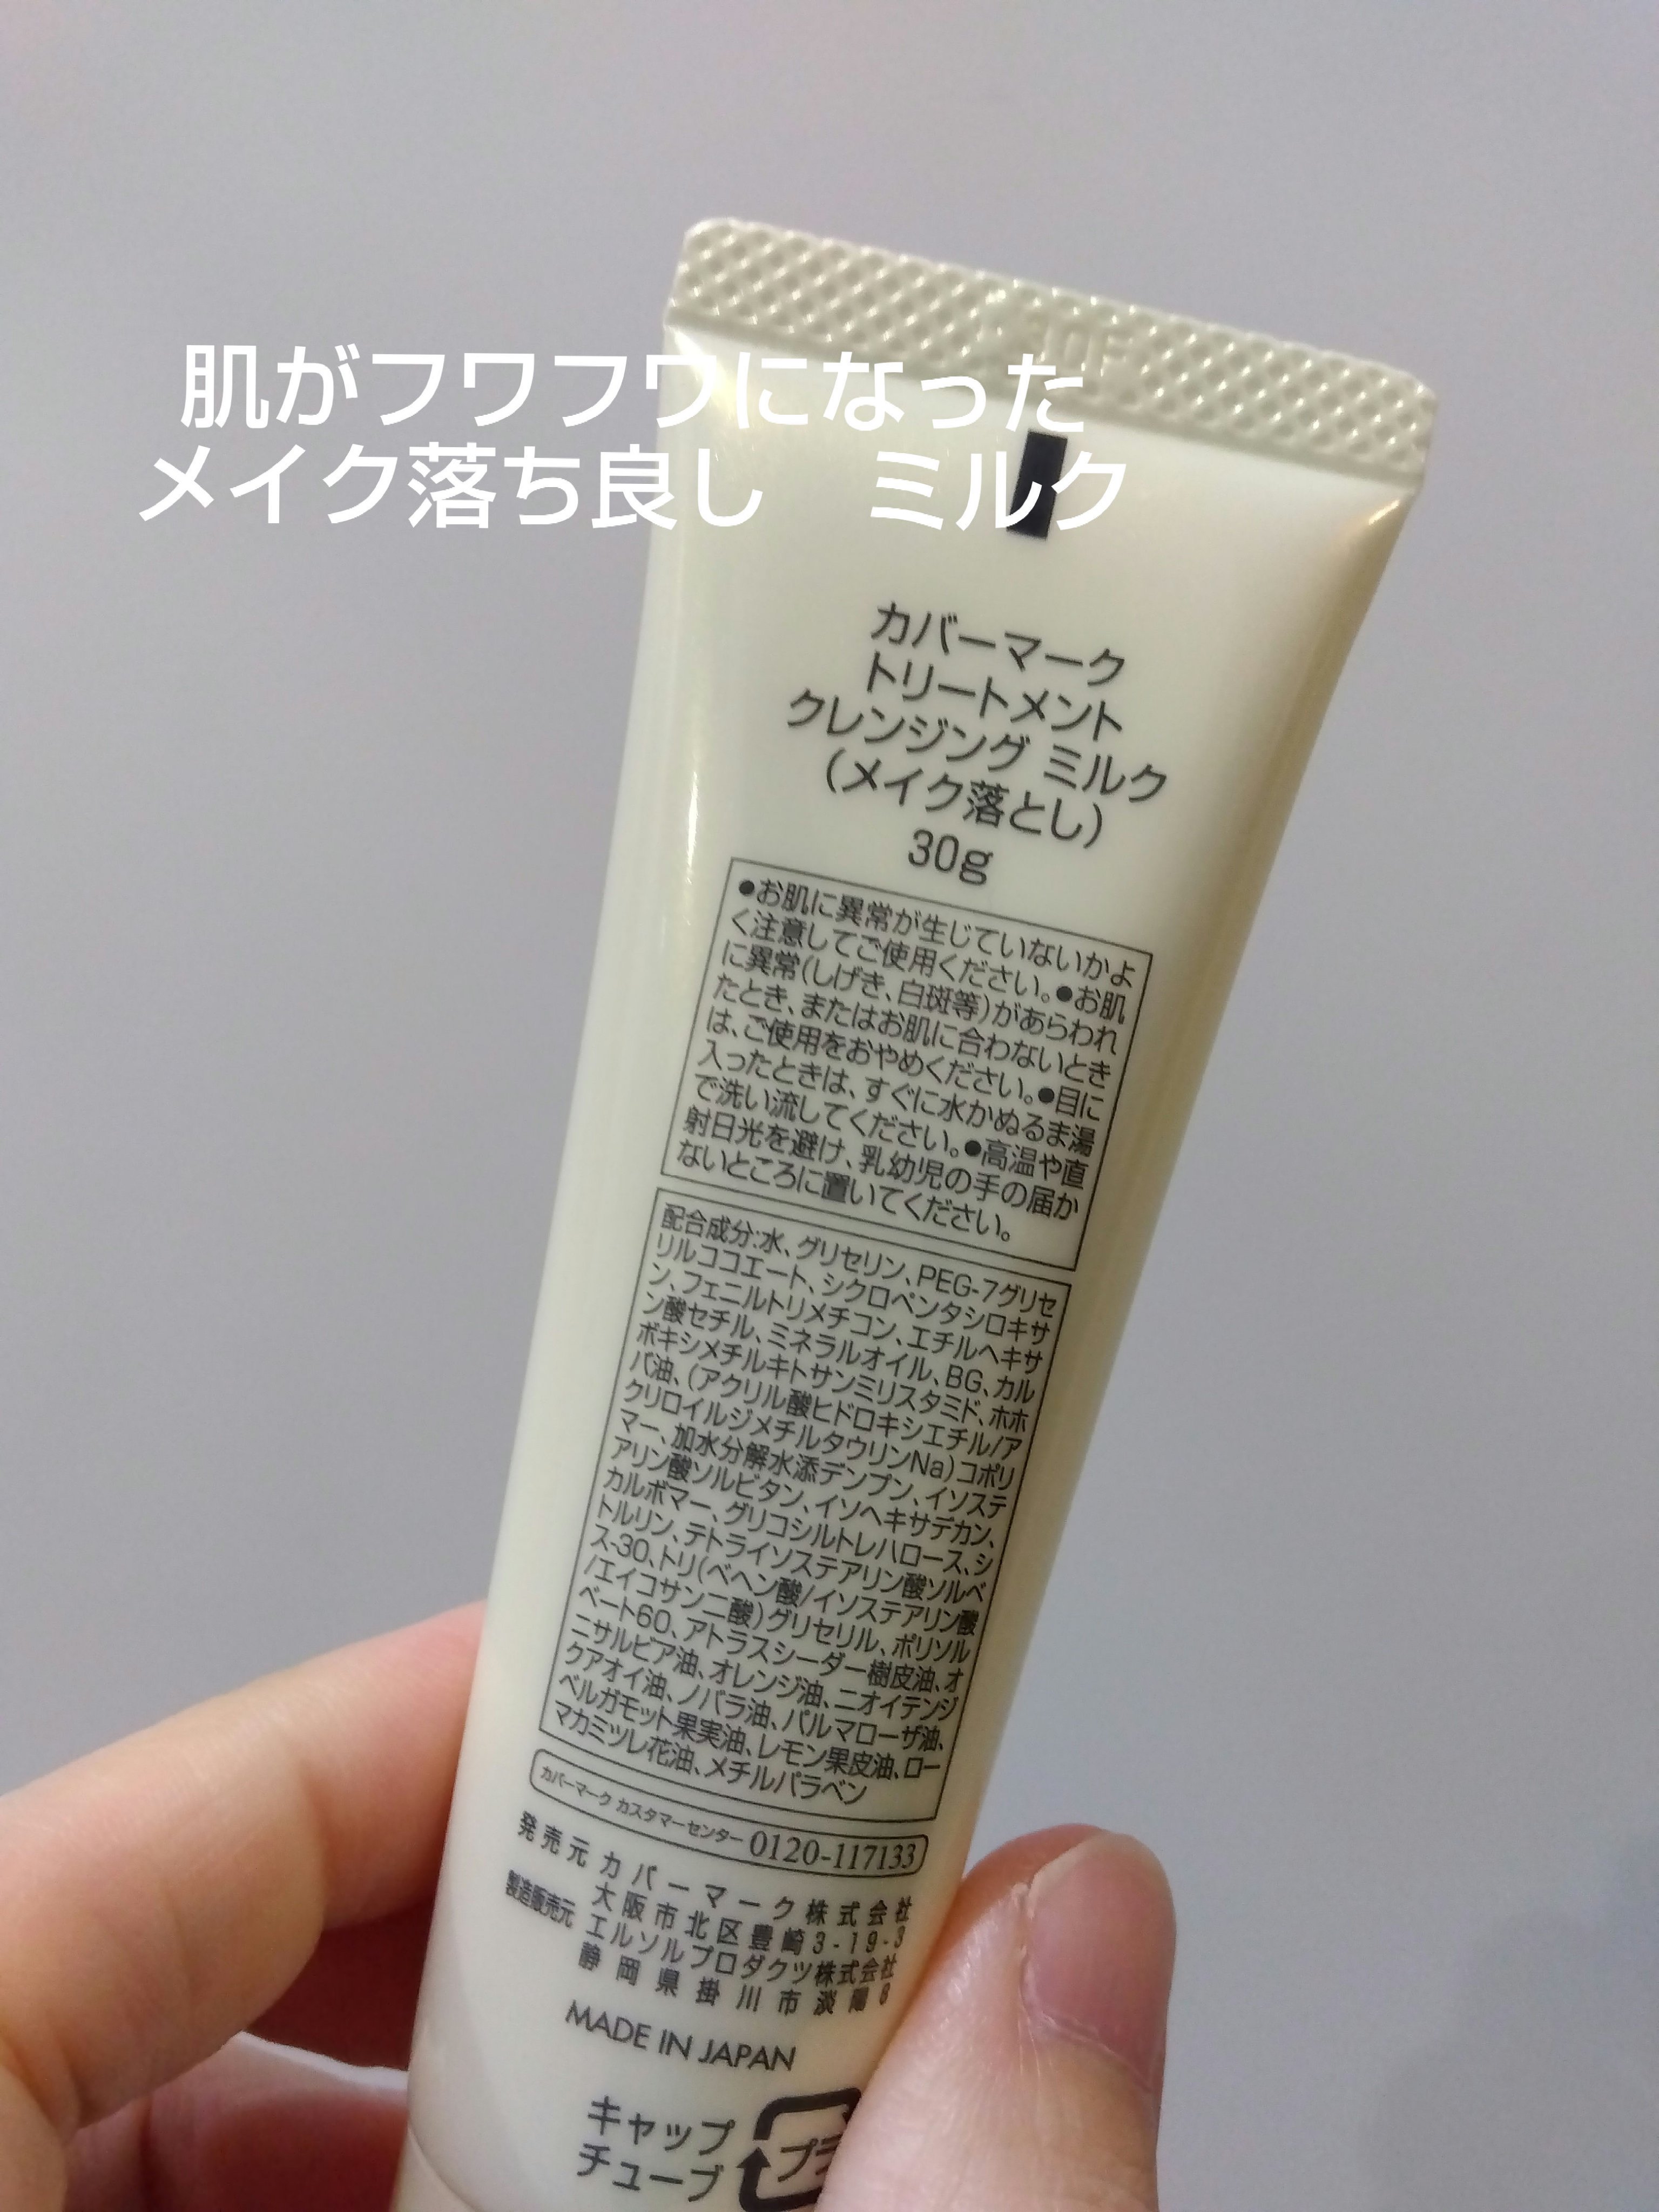 肌がフワフワになった
メイク落ち良し　ミルク
カバーマーク
トリートメント
クレンジング ミルク
(メイク落とし)
30g
●お肌に異常が生じていないかよ
く注意してご使用ください。●お肌
に異常(しげき、白斑等)があらわれ
たとき、またはお肌に合わないとき
は、ご使用をおやめください。●目に
入ったときは、すぐに水かぬるま湯
で洗い流してください。●高温や直
射日光を避け、乳幼児の手の届か
ないところに置いてください。
配合成分:水、グリセリン、PEG-7グリセ
リルココエート、シクロペンタシロキサ
ン、フェニルトリメチコン、エチルヘキサ
ン酸セチル、ミネラルオイル、BG、カル
ボキシメチルキトサンミリスタミド、ホホ
バ油、(アクリル酸ヒドロキシエチル/ア
クリロイルジメチルタウリンNa)コポリ
マー、加水分解水添デンプン、イソステ
アリン酸ソルビタン、イソヘキサデカン、
カルボマー、グリコシルトレハロース、シ
トルリン、テトライソステアリン酸ソルベ
ス-30、トリ(ベヘン酸/イソステアリン酸
/エイコサン二酸)グリセリル、ポリソル
ベート60、アトラスシーダー樹皮油、オ
ニサルビア油、オレンジ油、ニオイテンジ
クアオイ油、ノバラ油、パルマローザ油、
ベルガモット果実油、レモン果皮油、ロー
マカミツレ花油、メチルパラベン
カバーマーク カスタマーセンター 0120-117133
発売元 カバーマーク株式会社
大阪市北区豊崎3-19-3
製造販売元 エルソルプロダクツ株式会社
静岡県掛川市淡陽8
MADE IN JAPAN
キャップ
チューブ
プラ